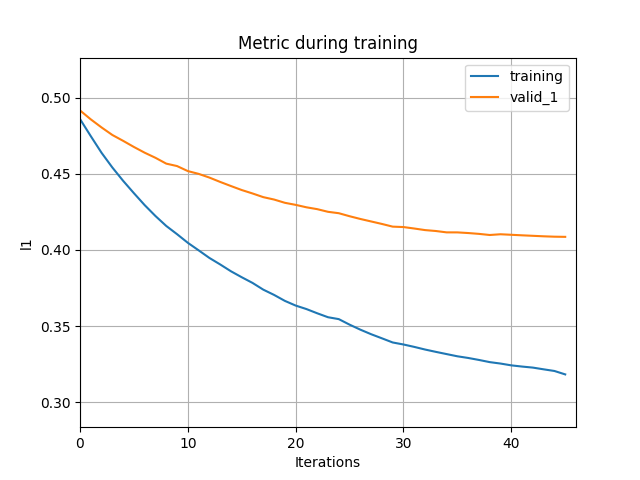 Metric during training
training
valid_1
0.50
0.45
0.40
0.35
0.30
l1
0 10 20 30 40
Iterations